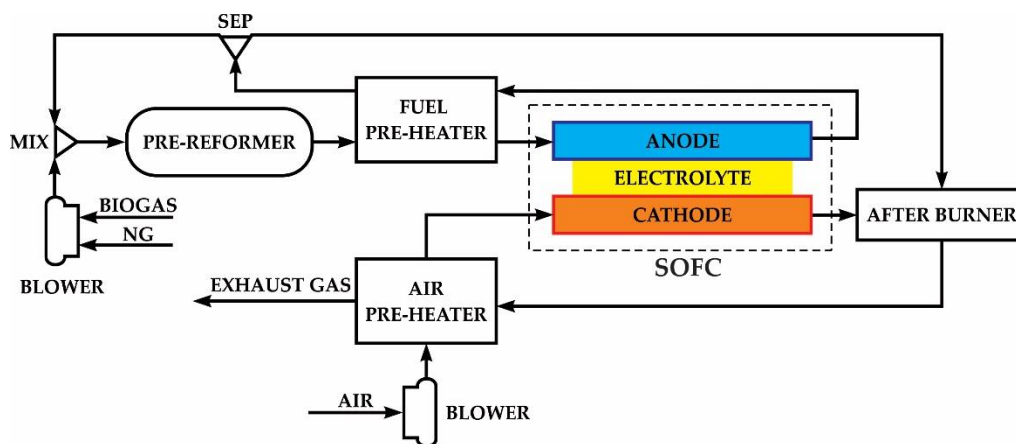 SEP
MIX
PRE-REFORMER
FUEL
PRE-HEATER
ANODE
ELECTROLYTE
CATHODE
SOFC
AFTER BURNER
BIOGAS
NG
BLOWER
EXHAUST GAS
AIR
PRE-HEATER
AIR
BLOWER